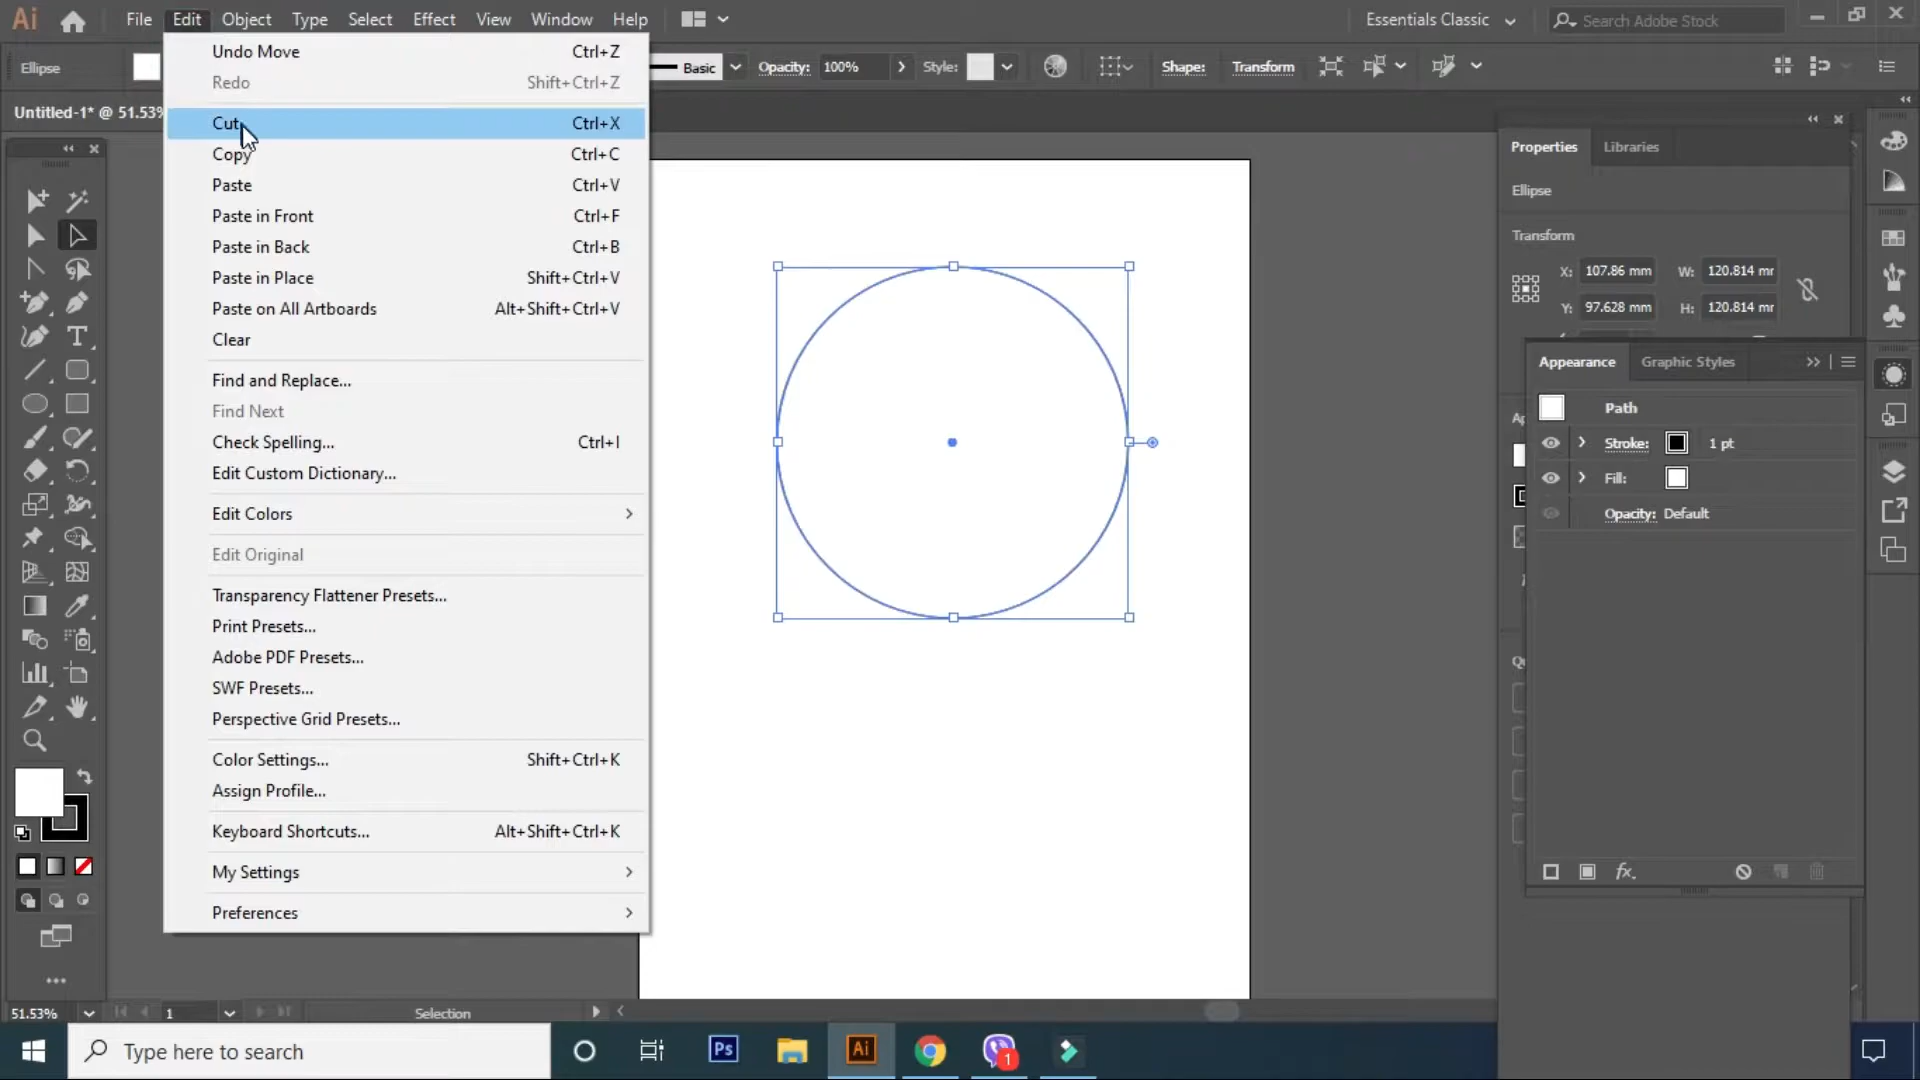 Ai File Edit Object Type Select Effect View Window Help Essentials Classic Search Adobe Stock
Ellipse Basic Opacity: 100% Style: Shape: Transform
Untitled-1* @ 51.53%
Undo Move Ctrl+Z
Redo Shift+Ctrl+Z
Cut Ctrl+X
Copy Ctrl+C
Paste Ctrl+V
Paste in Front Ctrl+F
Paste in Back Ctrl+B
Paste in Place Shift+Ctrl+V
Paste on All Artboards Alt+Shift+Ctrl+V
Clear
Find and Replace...
Find Next
Check Spelling... Ctrl+I
Edit Custom Dictionary...
Edit Colors
Edit Original
Transparency Flattener Presets...
Print Presets...
Adobe PDF Presets...
SWF Presets...
Perspective Grid Presets...
Color Settings... Shift+Ctrl+K
Assign Profile...
Keyboard Shortcuts... Alt+Shift+Ctrl+K
My Settings
Preferences
Properties Libraries
Ellipse
Transform
X: 107.86 mm W: 120.814 mr
Y: 97.628 mm H: 120.814 mr
Appearance Graphic Styles
Path
Stroke: 1 pt
Fill:
Opacity: Default
fx.
51.53% 1 Selection
Type here to search Ps Ai 1